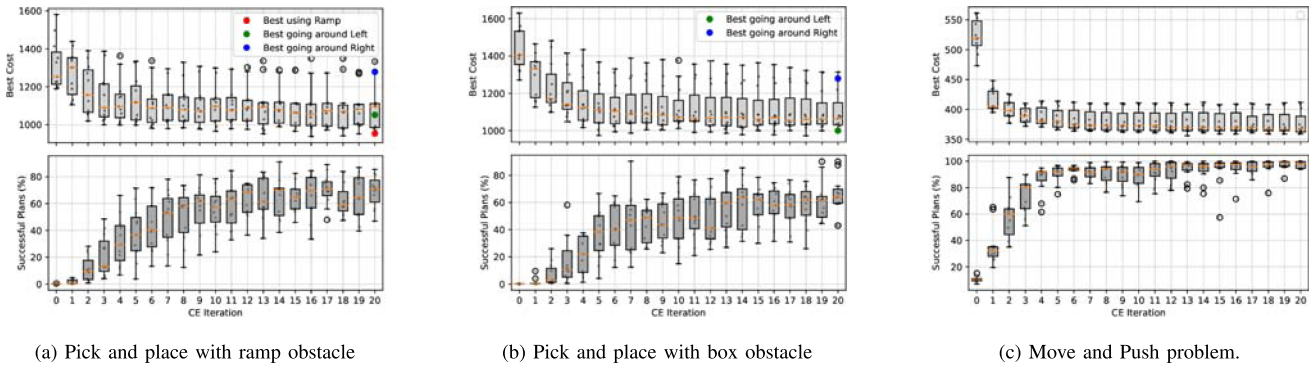 Best Cost
1600
1400
1200
1000
Best using Ramp
Best going around Left
Best going around Right
Successful Plans (%)
80
60
40
20
0
0 1 2 3 4 5 6 7 8 9 10 11 12 13 14 15 16 17 18 19 20
CE Iteration
(a) Pick and place with ramp obstacle
Best Cost
1600
1400
1200
1000
Best going around Left
Best going around Right
Successful Plans (%)
80
60
40
20
0
0 1 2 3 4 5 6 7 8 9 10 11 12 13 14 15 16 17 18 19 20
CE Iteration
(b) Pick and place with box obstacle
Best Cost
550
500
450
400
350
Successful Plans (%)
100
80
60
40
20
0 1 2 3 4 5 6 7 8 9 10 11 12 13 14 15 16 17 18 19 20
CE Iteration
(c) Move and Push problem.